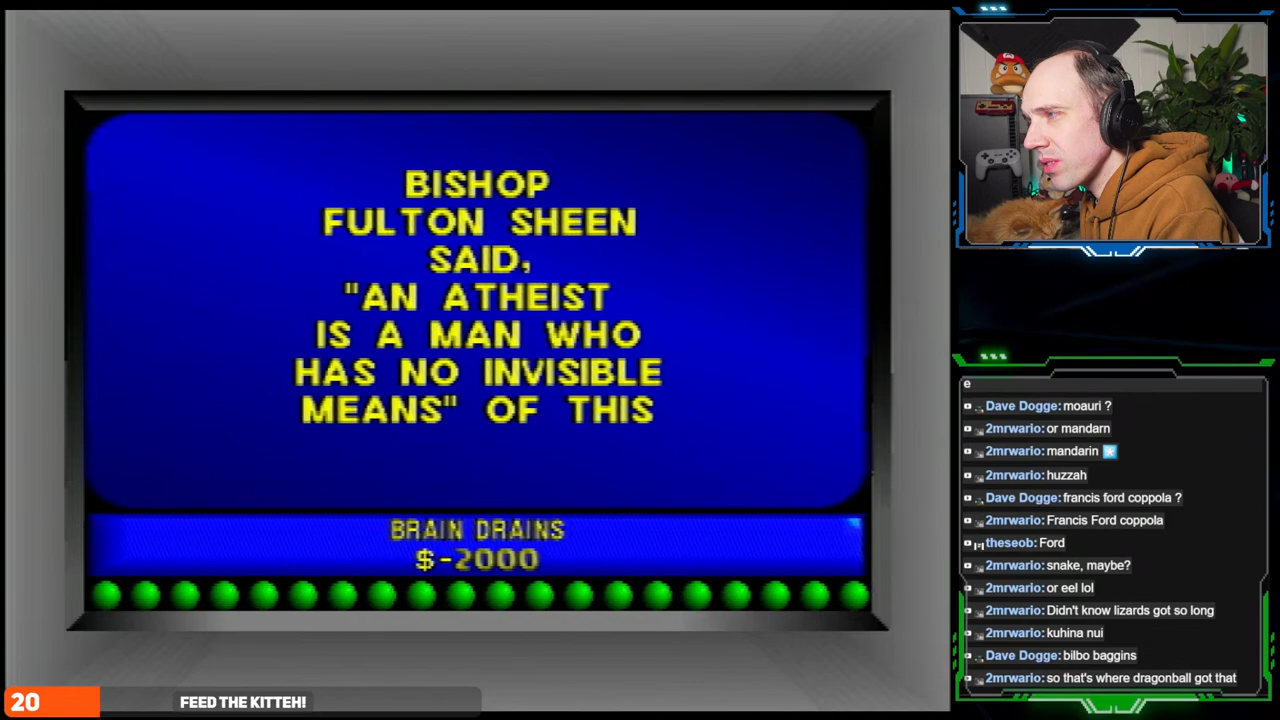 BISHOP
FULTON SHEEN
SAID,
"AN ATHEIST
IS A MAN WHO
HAS NO INVISIBLE
MEANS" OF THIS
BRAIN DRAINS
$-2000
20
FEED THE KITTEH!
e
Dave Dogge: moauri ?
2mrwario: or mandarn
2mrwario: mandarin
2mrwario: huzzah
Dave Dogge: francis ford coppola ?
2mrwario: Francis Ford coppola
theseob: Ford
2mrwario: snake, maybe?
2mrwario: or eel lol
2mrwario: Didn't know lizards got so long
2mrwario: kuhina nui
Dave Dogge: bilbo baggins
2mrwario: so that's where dragonball got that